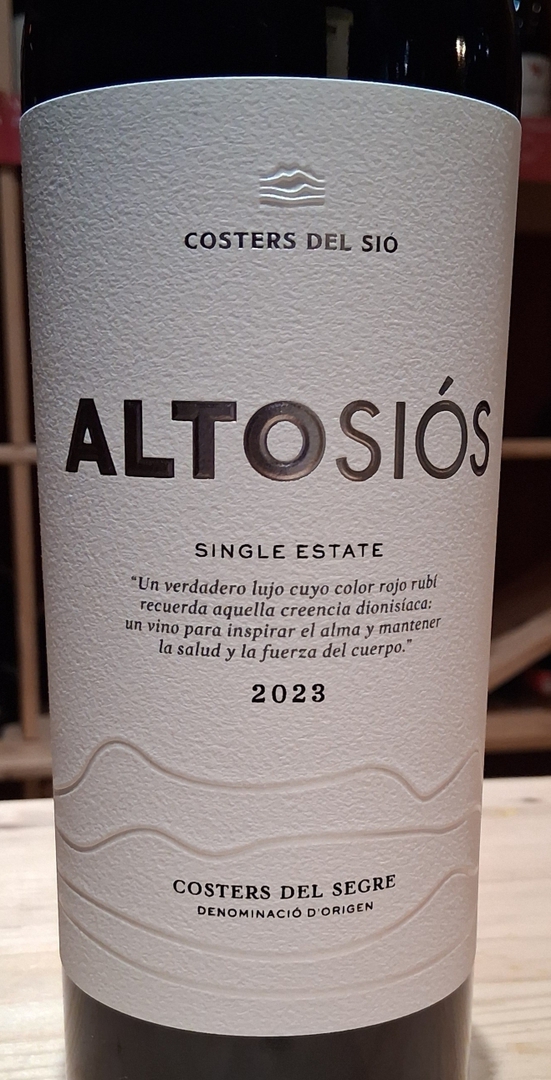 COSTERS DEL SIÓ
ALTOSIÓS
SINGLE ESTATE
“Un verdadero lujo cuyo color rojo rubí
recuerda aquella creencia dionisíaca:
un vino para inspirar el alma y mantener
la salud y la fuerza del cuerpo.”
2023
COSTERS DEL SEGRE
DENOMINACIÓ D'ORIGEN